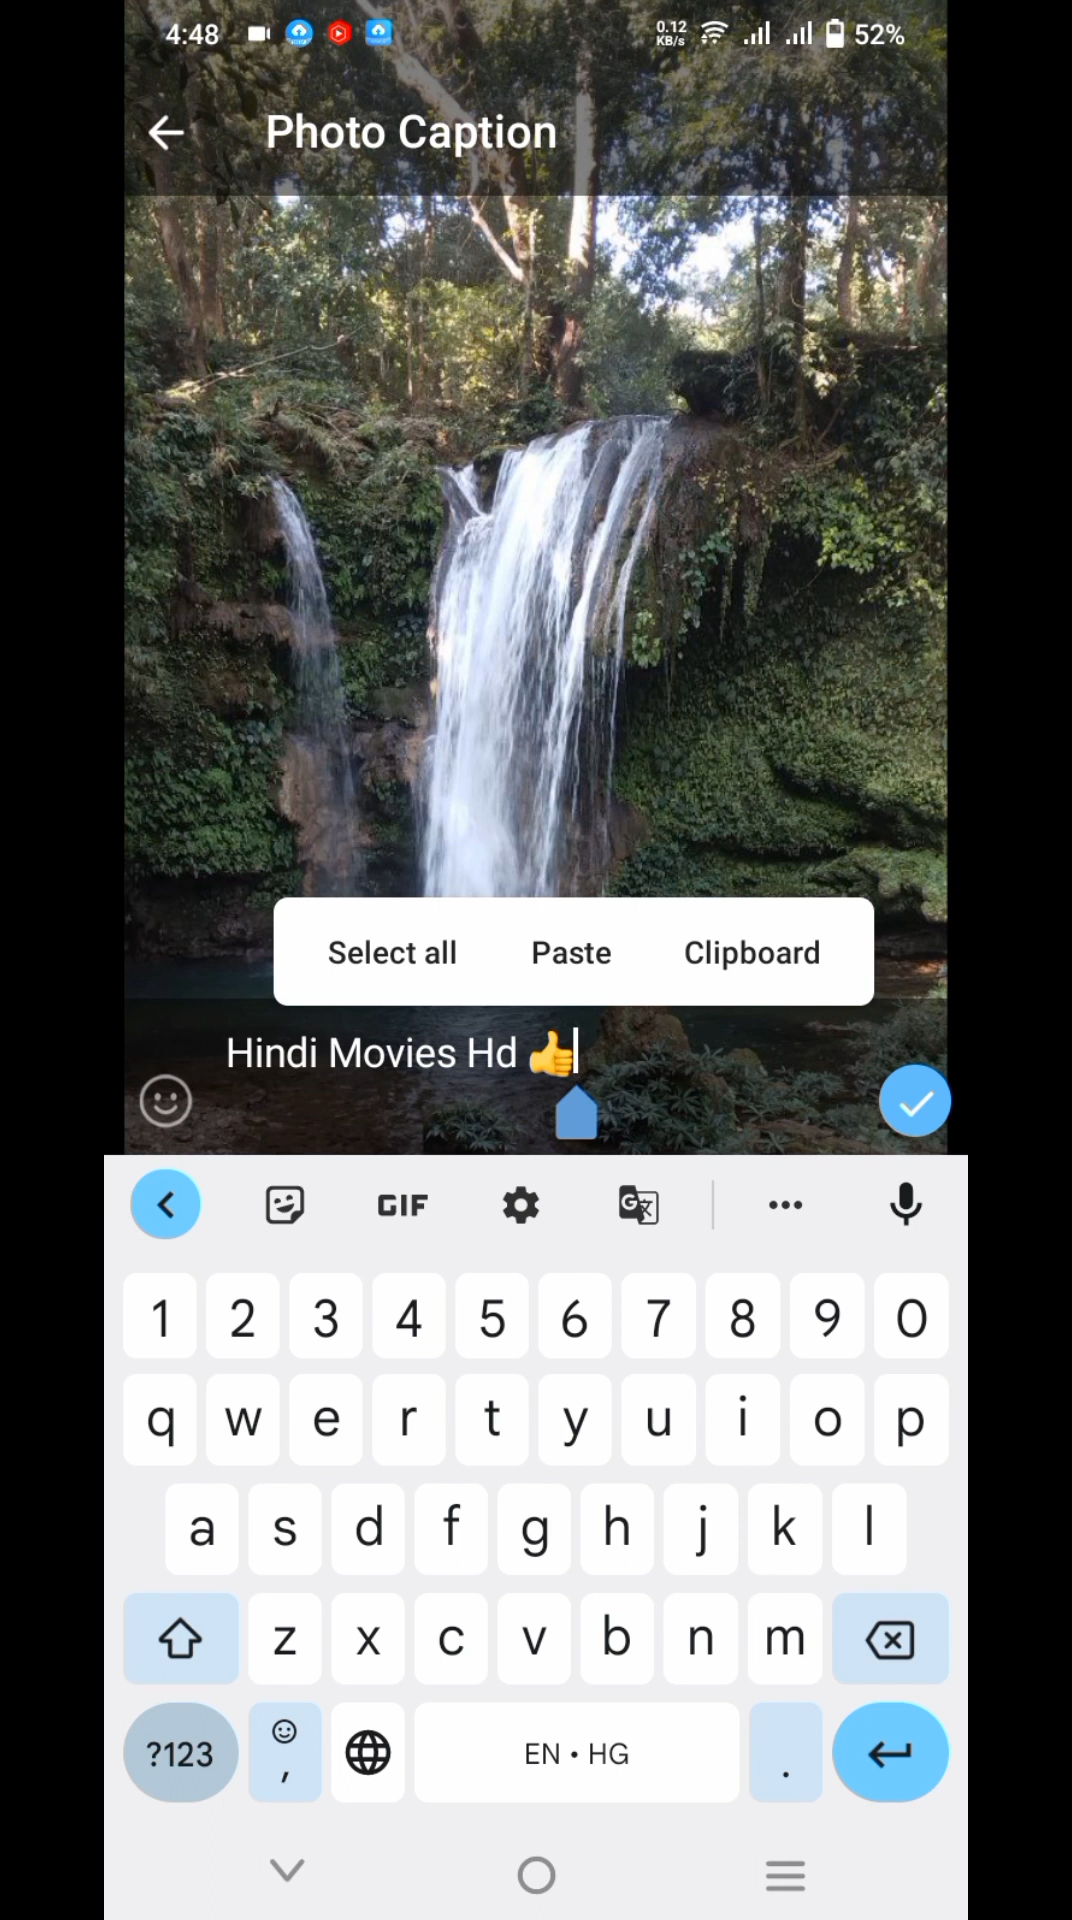 4:48 0.12 KB/s 52%
Photo Caption
Select all Paste Clipboard
Hindi Movies Hd 👍
GIF
1 2 3 4 5 6 7 8 9 0
q w e r t y u i o p
a s d f g h j k l
z x c v b n m
?123 , EN • HG .